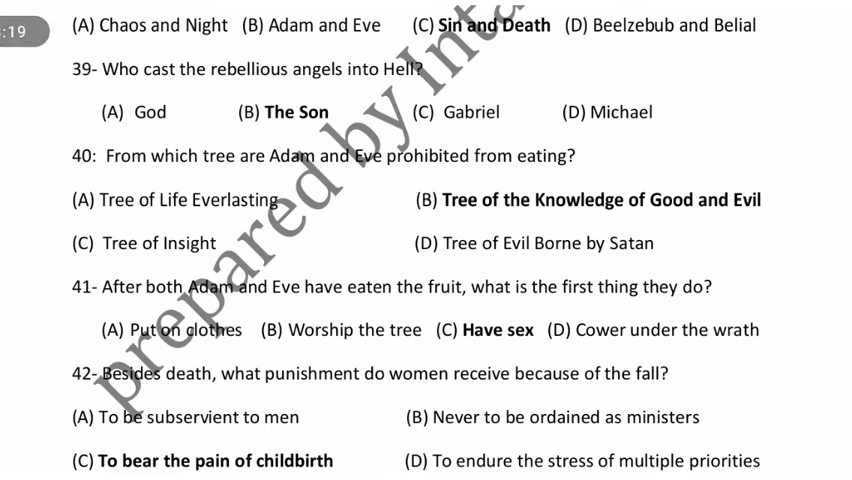 :19
(A) Chaos and Night (B) Adam and Eve (C) Sin and Death (D) Beelzebub and Belial
39- Who cast the rebellious angels into Hell?
(A) God (B) The Son (C) Gabriel (D) Michael
40: From which tree are Adam and Eve prohibited from eating?
(A) Tree of Life Everlasting (B) Tree of the Knowledge of Good and Evil
(C) Tree of Insight (D) Tree of Evil Borne by Satan
41- After both Adam and Eve have eaten the fruit, what is the first thing they do?
(A) Put on clothes (B) Worship the tree (C) Have sex (D) Cower under the wrath
42- Besides death, what punishment do women receive because of the fall?
(A) To be subservient to men (B) Never to be ordained as ministers
(C) To bear the pain of childbirth (D) To endure the stress of multiple priorities
prepared by